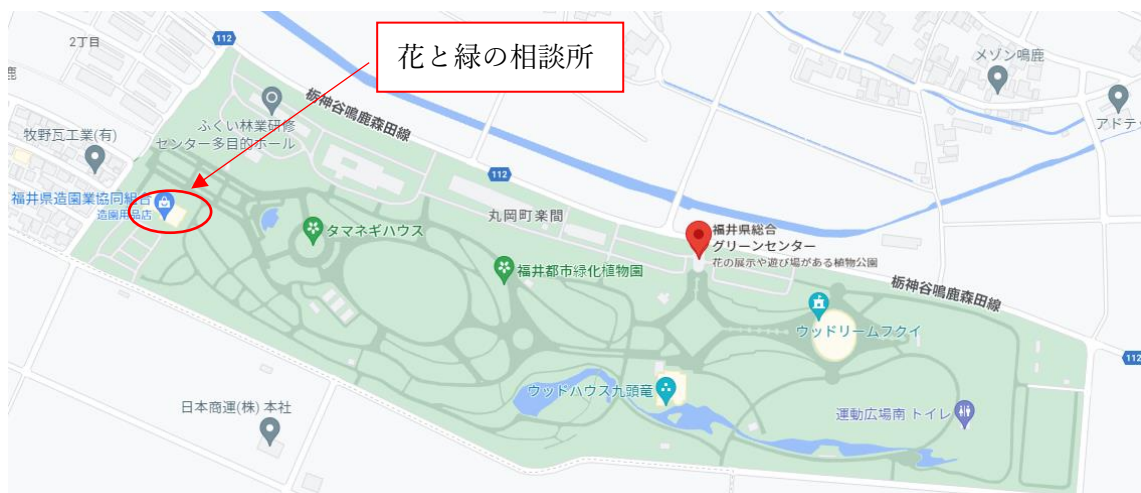 花と緑の相談所
2丁目
112
メゾン鳴鹿
鹿
栃神谷鳴鹿森田線
アドテ
ふくい林業研修
センター多目的ホール
牧野瓦工業(有)
112
福井県造園業協同組合
造園用品店
丸岡町楽間
タマネギハウス
福井県総合
グリーンセンター
花の展示や遊び場がある植物公園
福井都市緑化植物園
栃神谷鳴鹿森田線
ウッドリームフクイ
112
ウッドハウス九頭竜
日本商運(株) 本社
運動広場南 トイレ